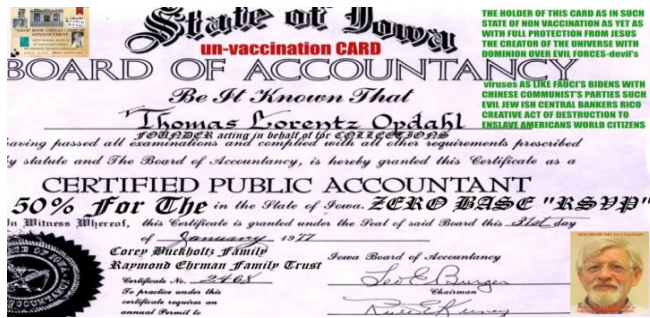 State of Iowa
un-vaccination CARD
BOARD OF ACCOUNTANCY
Be It Known That
Thomas Lorentz Opdahl
FOUNDER acting in behalf of for COLLECTIONS
having passed all examinations and complied with all other requirements prescribed
by statute and The Board of Accountancy, is hereby granted this Certificate as a
CERTIFIED PUBLIC ACCOUNTANT
50% For The in the State of Iowa. ZERO BASE "RSVP"
In Witness Whereof, this Certificate is granted under the Seal of said Board this 31st day
of January 1977
Corey Buckholtz Family
Raymond Ehrman Family Trust
Certificate No. 2468
To practice under this
certificate requires an
annual Permit to
Iowa Board of Accountancy
Leo E. Burger
Chairman
THE HOLDER OF THIS CARD AS IN SUCH
STATE OF NON VACCINATION AS YET AS
WITH FULL PROTECTION FROM JESUS
THE CREATOR OF THE UNIVERSE WITH
DOMINION OVER EVIL FORCES-devil's
viruses AS LIKE FAUCI'S BIDENS WITH
CHINESE COMMUNIST'S PARTIES SUCH
EVIL JEW ISH CENTRAL BANKERS RICO
CREATIVE ACT OF DESTRUCTION TO
ENSLAVE AMERICANS WORLD CITIZENS